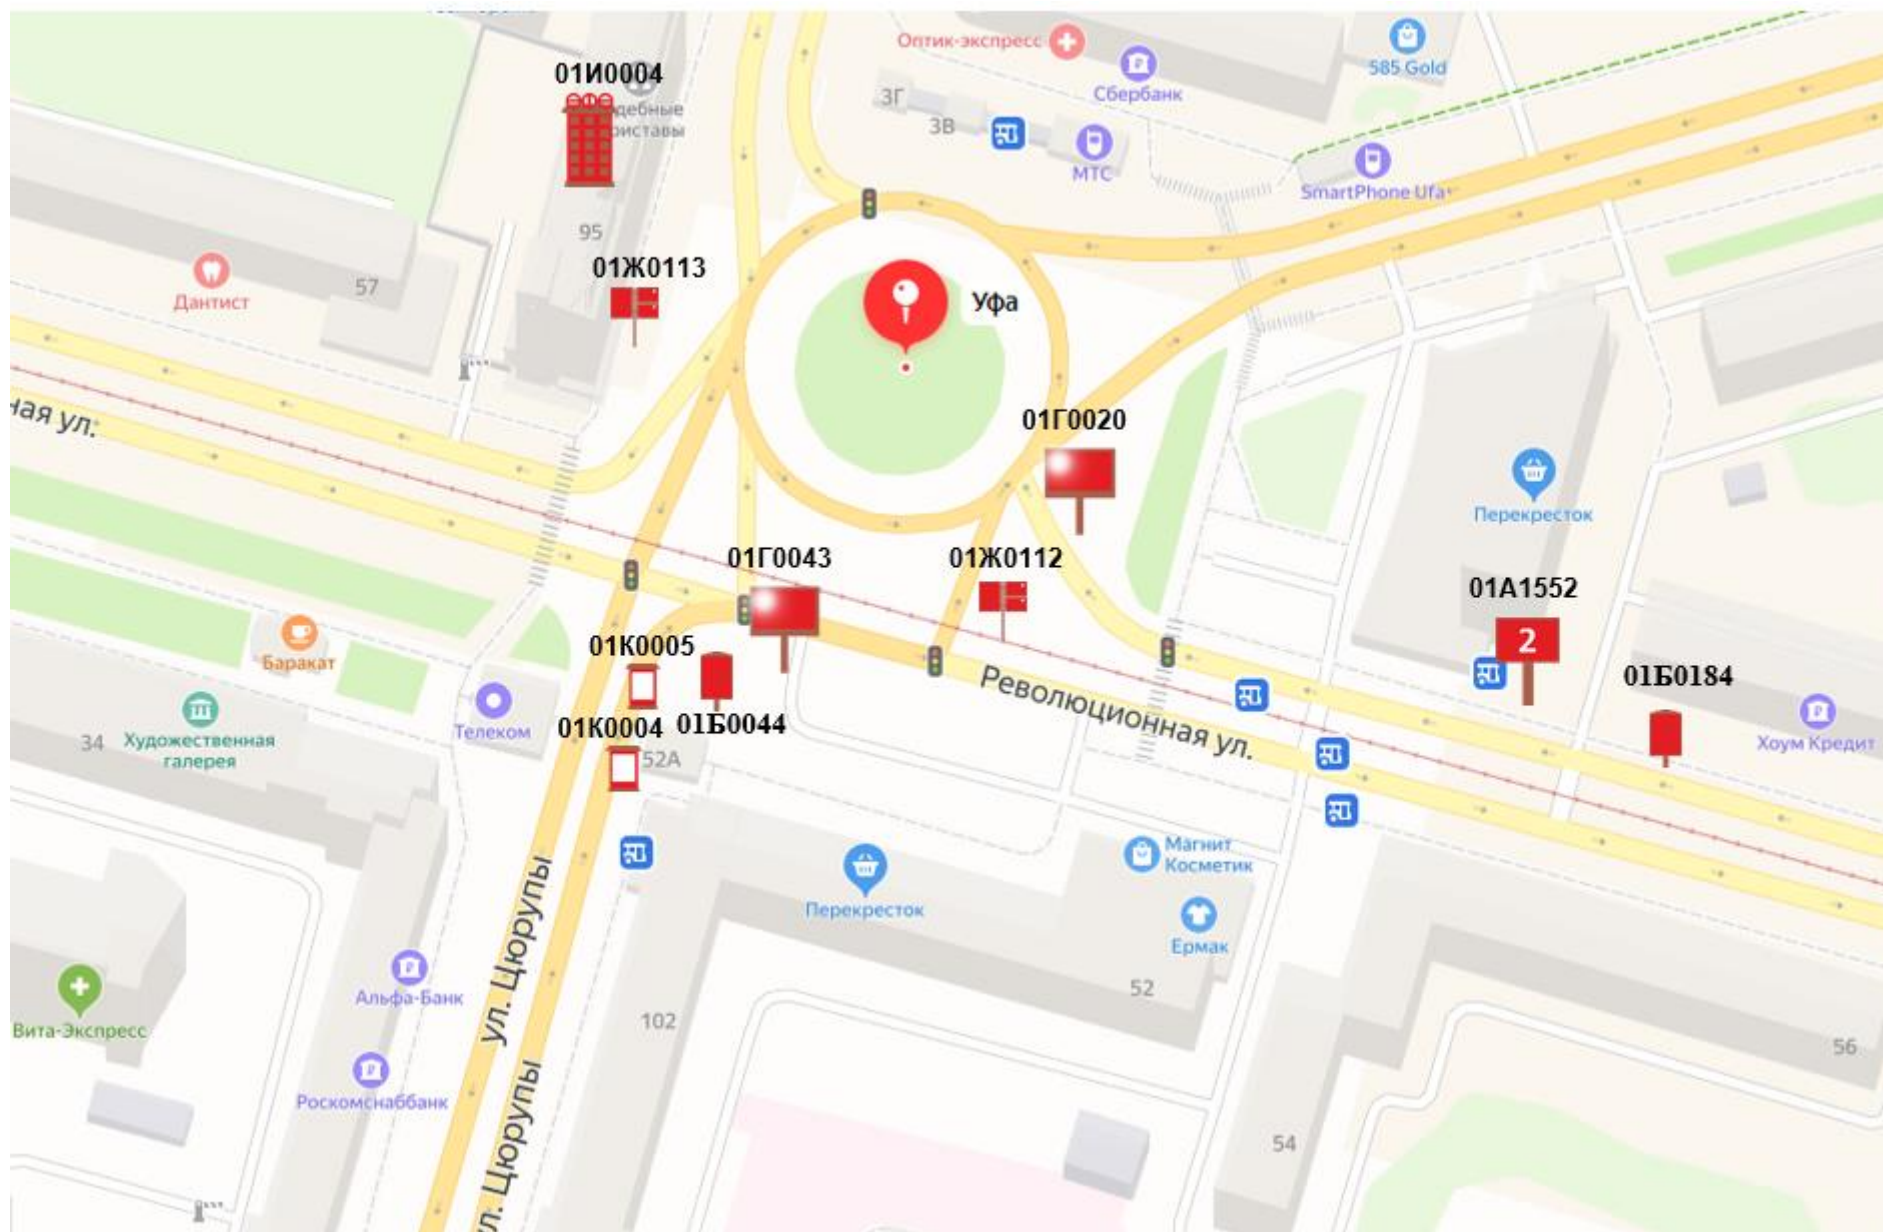 Оптик-экспресс
585 Gold
Сбербанк
01И0004
3Г
3В
МТС
SmartPhone Ufa
95
01Ж0113
57
Дантист
Уфа
ная ул.
01Г0020
Перекресток
01Г0043
01Ж0112
01А1552
2
Баракат
01К0005
01Б0184
Революционная ул.
Телеком
01К0004
01Б0044
34
Художественная
галерея
52А
Хоум Кредит
Магнит
Косметик
Перекресток
Ермак
ул. Цюрупы
Альфа-Банк
52
102
Вита-Экспресс
56
Роскомснаббанк
ул. Цюрупы
54